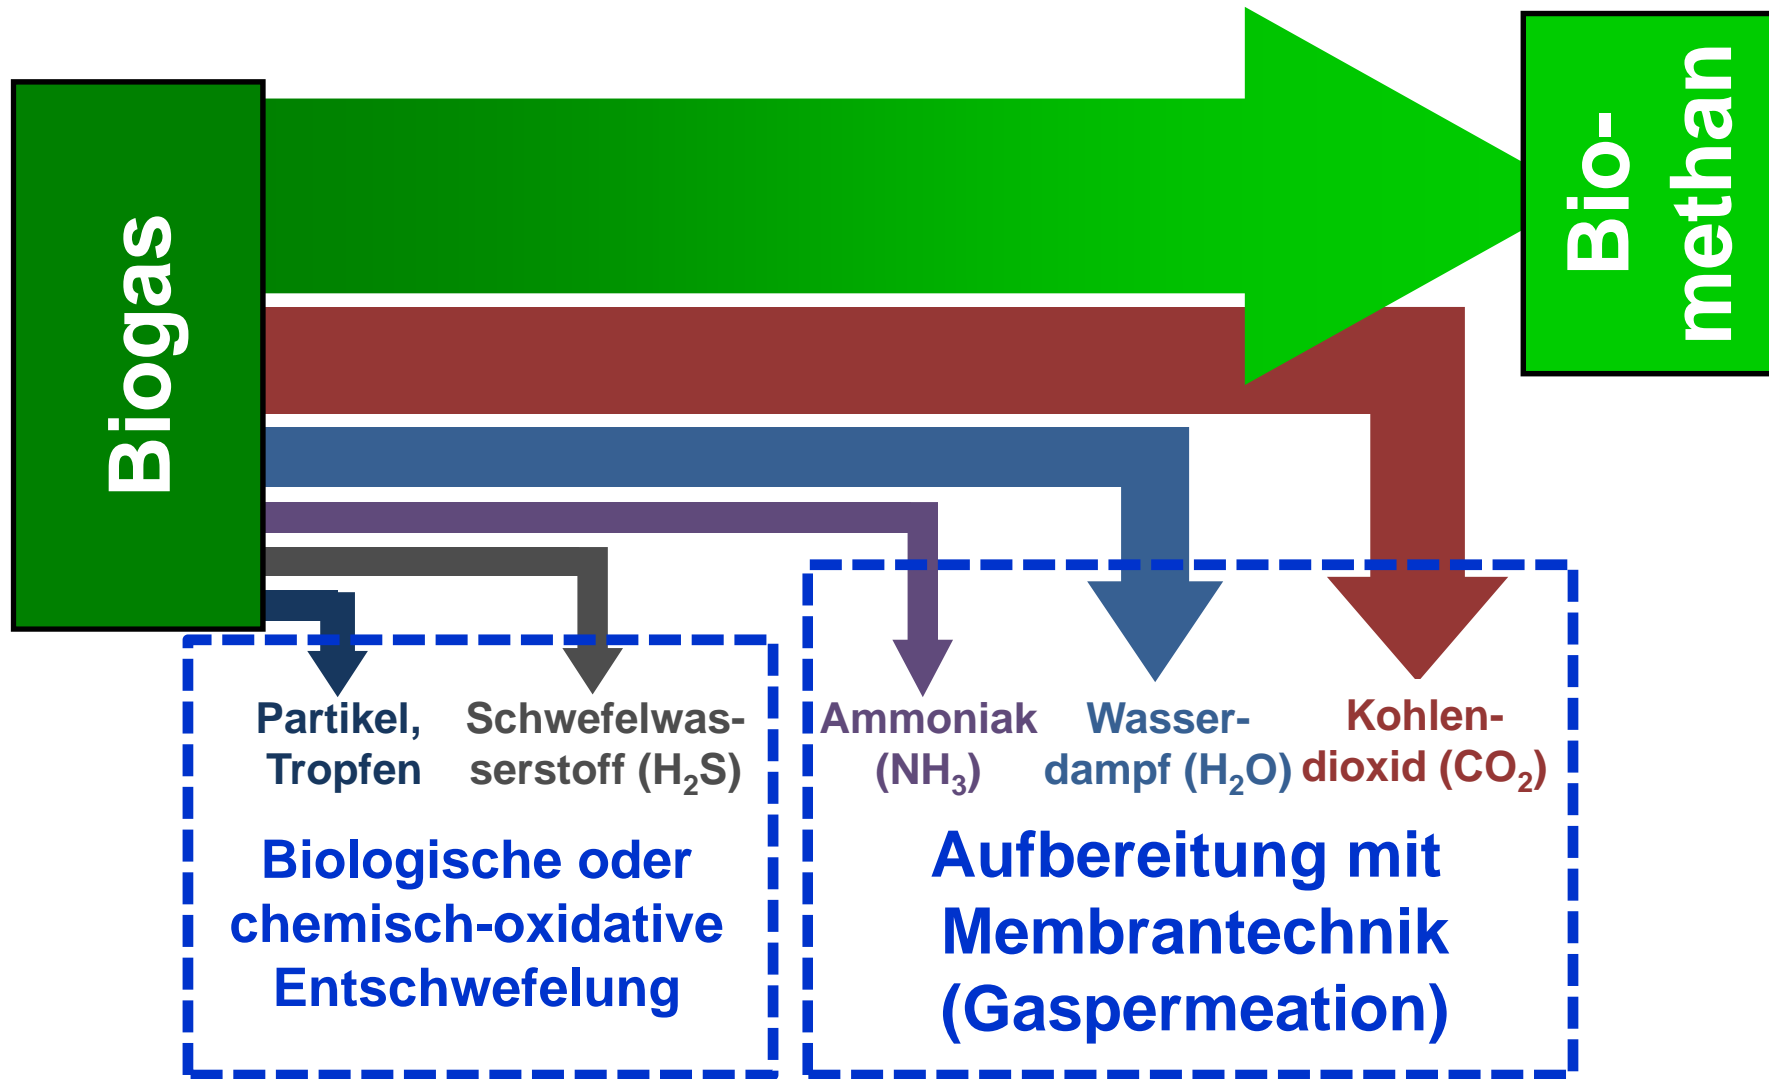 Biogas
Bio-
methan
Partikel,
Tropfen
Schwefelwas-
serstoff (H₂S)
Ammoniak
(NH₃)
Wasser-
dampf (H₂O)
Kohlen-
dioxid (CO₂)
Biologische oder
chemisch-oxidative
Entschwefelung
Aufbereitung mit
Membrantechnik
(Gaspermeation)